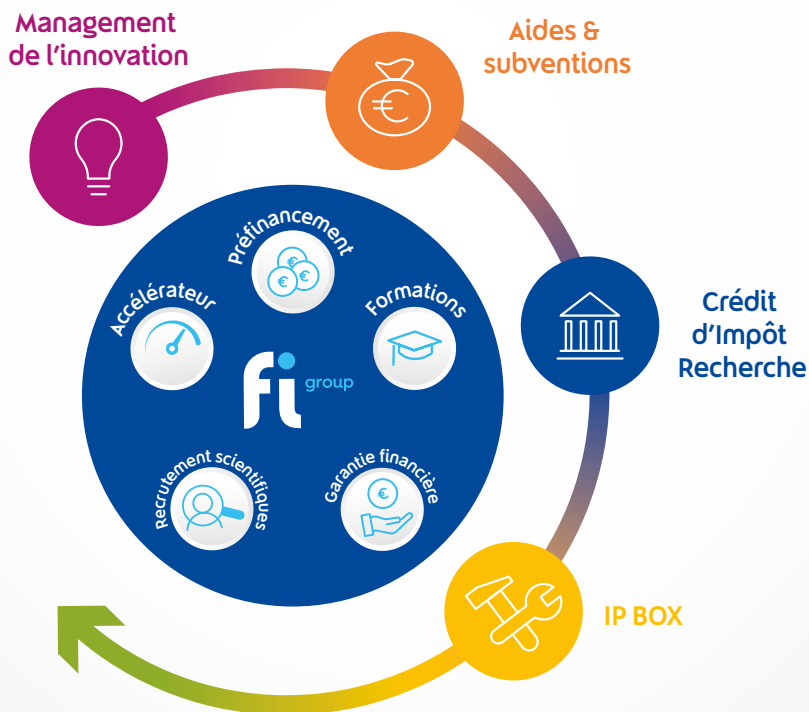 Management
de l'innovation
Aides &
subventions
Préfinancement
Accélérateur
Formations
fi group
Crédit
d'Impôt
Recherche
Recrutement scientifiques
Garantie financière
IP BOX